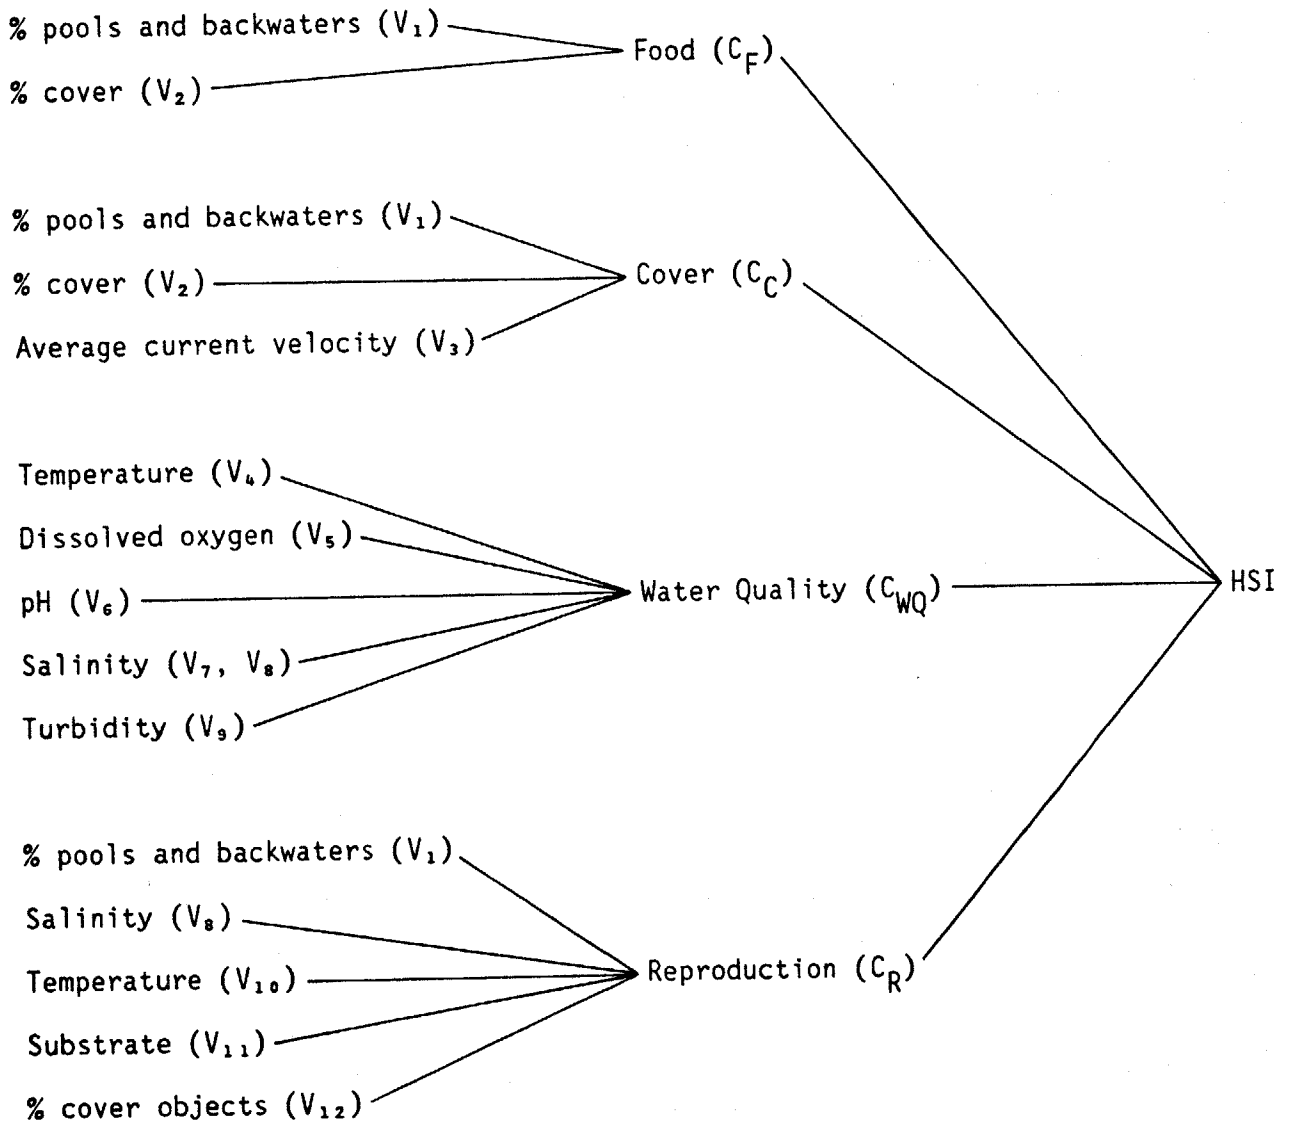 % pools and backwaters (V₁)
Food (C_F)
% cover (V₂)
% pools and backwaters (V₁)
% cover (V₂)
Cover (C_C)
Average current velocity (V₃)
Temperature (V₄)
Dissolved oxygen (V₅)
pH (V₆)
Water Quality (C_WQ)
HSI
Salinity (V₇, V₈)
Turbidity (V₉)
% pools and backwaters (V₁)
Salinity (V₈)
Temperature (V₁₀)
Reproduction (C_R)
Substrate (V₁₁)
% cover objects (V₁₂)